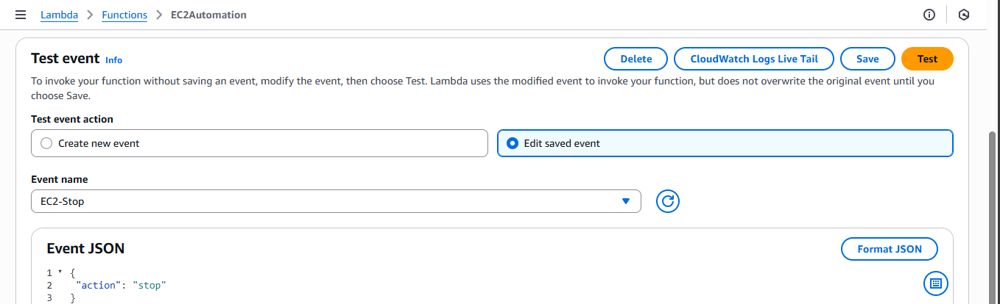 Lambda > Functions > EC2Automation
Test event Info
Delete CloudWatch Logs Live Tail Save Test
To invoke your function without saving an event, modify the event, then choose Test. Lambda uses the modified event to invoke your function, but does not overwrite the original event until you
choose Save.
Test event action
Create new event Edit saved event
Event name
EC2-Stop
Event JSON Format JSON
1 {
2 "action": "stop"
3 }